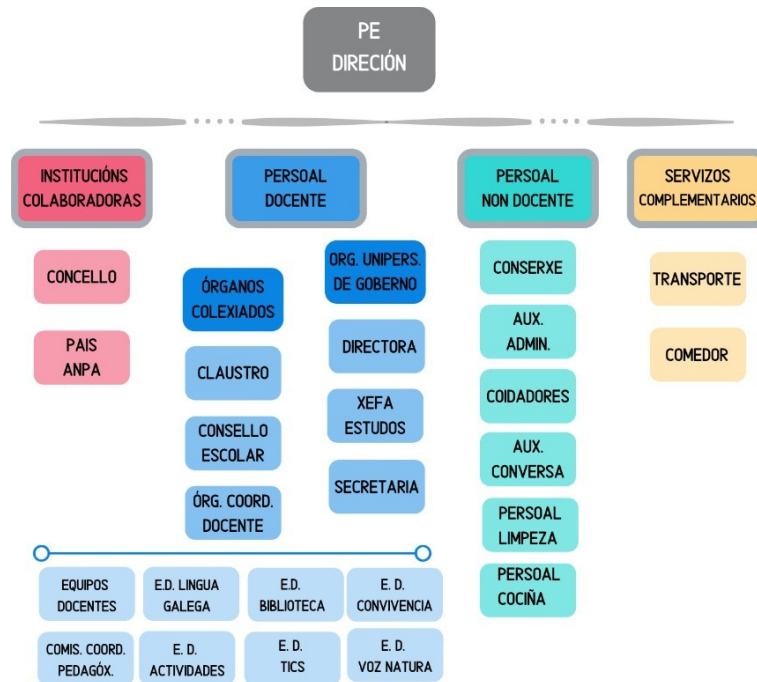 PE
DIRECIÓN
INSTITUCIÓNS
COLABORADORAS
PERSOAL
DOCENTE
PERSOAL
NON DOCENTE
SERVIZOS
COMPLEMENTARIOS
CONCELLO
PAIS
ANPA
ÓRGANOS
COLEXIADOS
CLAUSTRO
CONSELLO
ESCOLAR
ÓRG. COORD.
DOCENTE
ORG. UNIPERS.
DE GOBERNO
DIRECTORA
XEFA
ESTUDOS
SECRETARIA
CONSERXE
AUX.
ADMIN.
COIDADORES
AUX.
CONVERSA
PERSOAL
LIMPEZA
PERSOAL
COCIÑA
TRANSPORTE
COMEDOR
EQUIPOS
DOCENTES
E.D. LINGUA
GALEGA
E.D.
BIBLIOTECA
E. D.
CONVIVENCIA
COMIS. COORD.
PEDAGÓX.
E. D.
ACTIVIDADES
E. D.
TICS
E. D.
VOZ NATURA